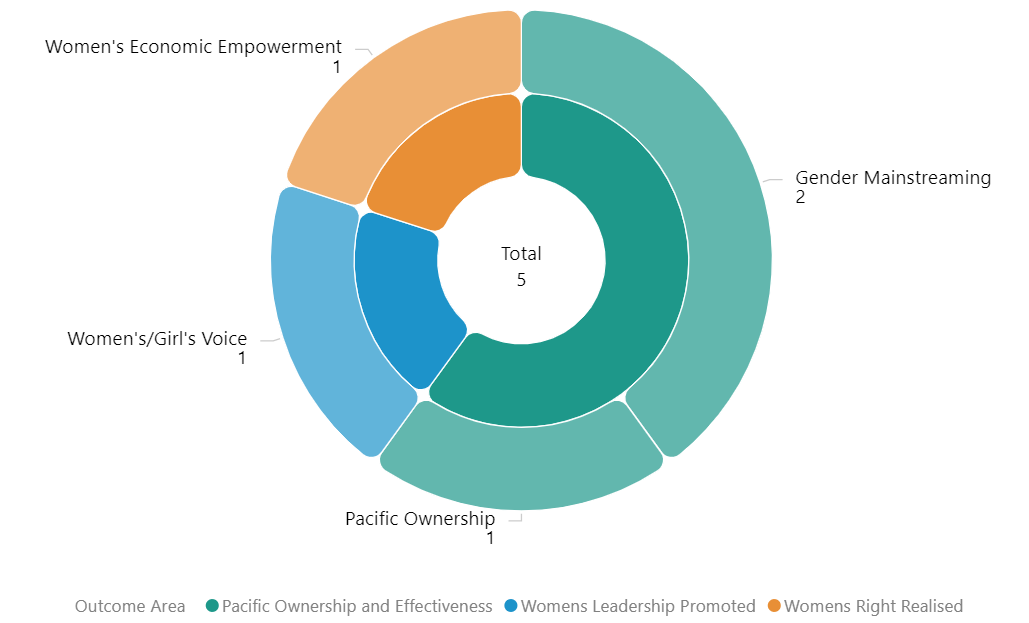 Women's Economic Empowerment
1
Gender Mainstreaming
2
Total
5
Women's/Girl's Voice
1
Pacific Ownership
1
Outcome Area Pacific Ownership and Effectiveness Womens Leadership Promoted Womens Right Realised